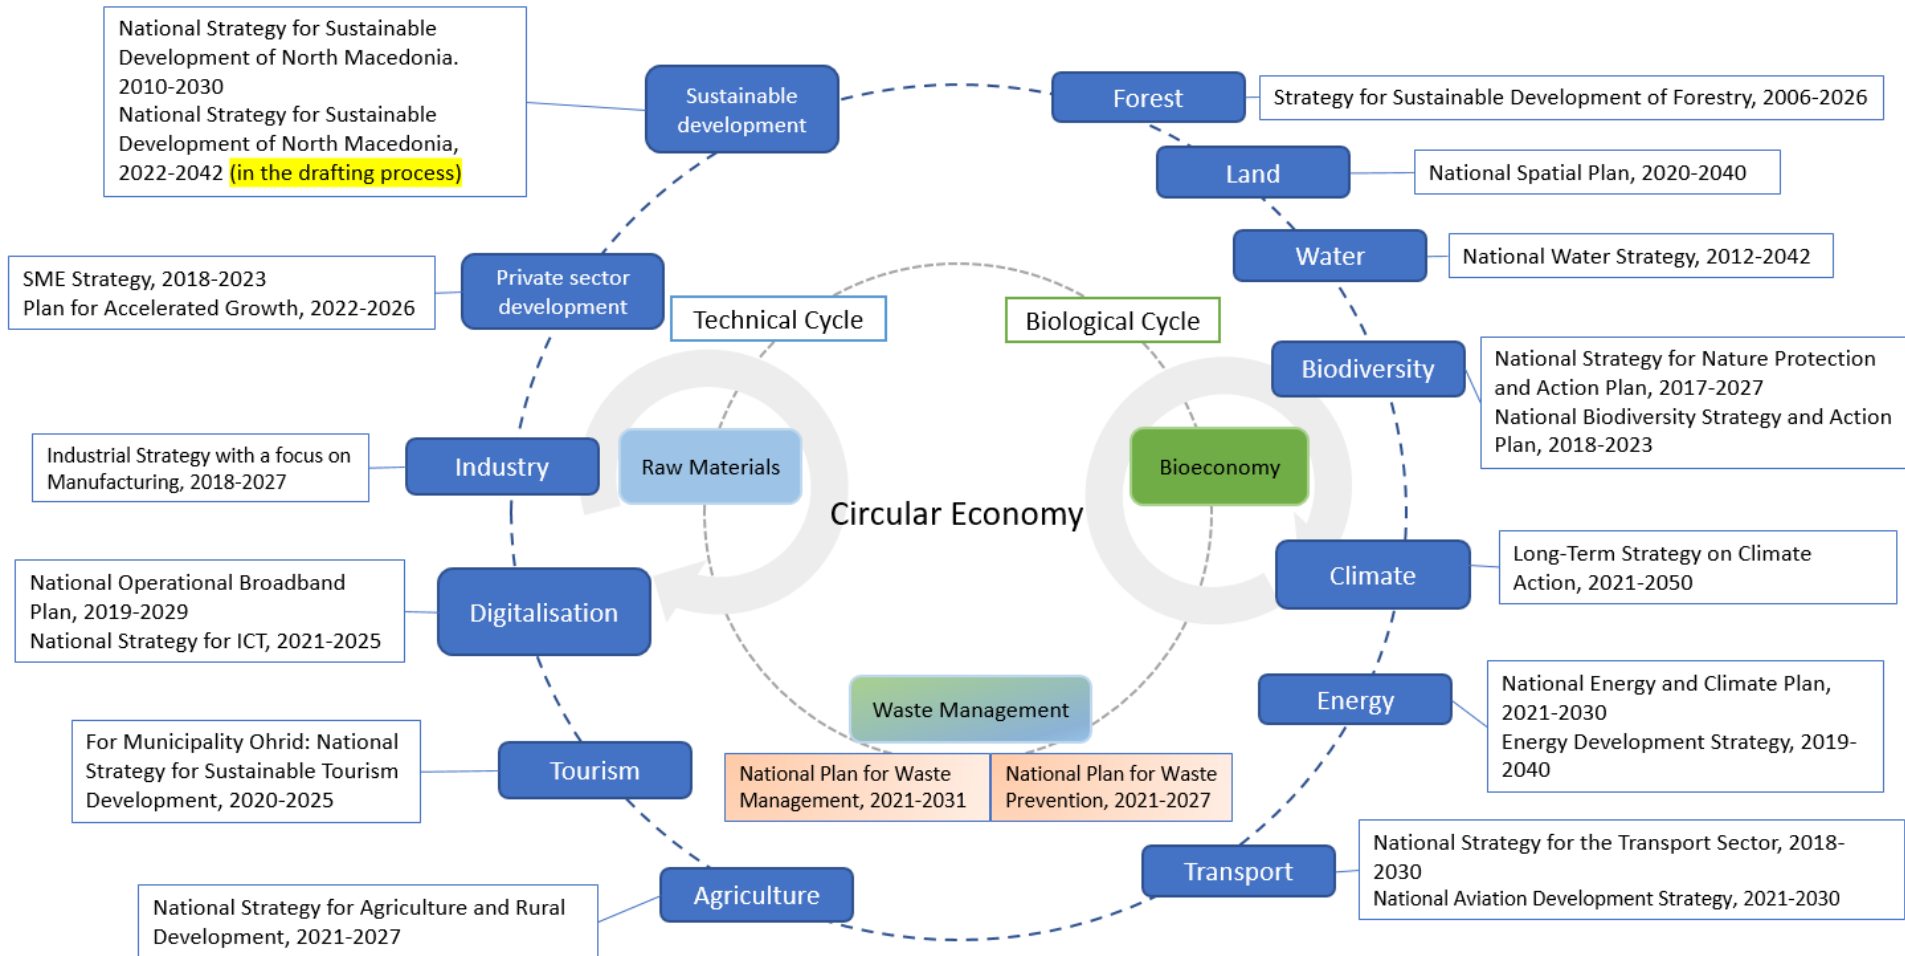 National Strategy for Sustainable
Development of North Macedonia.
2010-2030
National Strategy for Sustainable
Development of North Macedonia,
2022-2042 (in the drafting process)
Sustainable
development
Forest
Strategy for Sustainable Development of Forestry, 2006-2026
Land
National Spatial Plan, 2020-2040
Water
National Water Strategy, 2012-2042
SME Strategy, 2018-2023
Plan for Accelerated Growth, 2022-2026
Private sector
development
Technical Cycle
Biological Cycle
Biodiversity
National Strategy for Nature Protection
and Action Plan, 2017-2027
National Biodiversity Strategy and Action
Plan, 2018-2023
Industrial Strategy with a focus on
Manufacturing, 2018-2027
Industry
Raw Materials
Bioeconomy
Circular Economy
National Operational Broadband
Plan, 2019-2029
National Strategy for ICT, 2021-2025
Digitalisation
Climate
Long-Term Strategy on Climate
Action, 2021-2050
Waste Management
Energy
National Energy and Climate Plan,
2021-2030
Energy Development Strategy, 2019-
2040
For Municipality Ohrid: National
Strategy for Sustainable Tourism
Development, 2020-2025
Tourism
National Plan for Waste
Management, 2021-2031
National Plan for Waste
Prevention, 2021-2027
Transport
National Strategy for the Transport Sector, 2018-
2030
National Aviation Development Strategy, 2021-2030
Agriculture
National Strategy for Agriculture and Rural
Development, 2021-2027